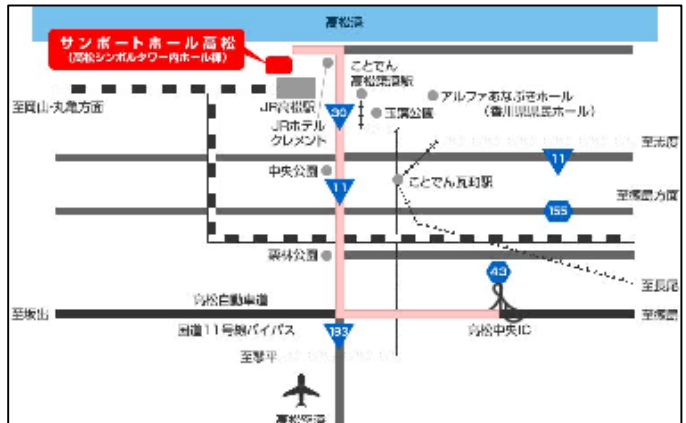 高松港
サンポートホール高松
(高松シンボルタワー内ホール棟)
ことでん
高松築港駅
アルファあなぶきホール
(香川県県民ホール)
至岡山・丸亀方面
JR高松駅
30
玉藻公園
JRホテル
クレメント
至志度
11
中央公園
11
ことでん瓦町駅
至徳島方面
155
栗林公園
43
至長尾
高松自動車道
至坂出
至徳島
国道11号線バイパス
193
高松中央IC
至琴平
高松空港